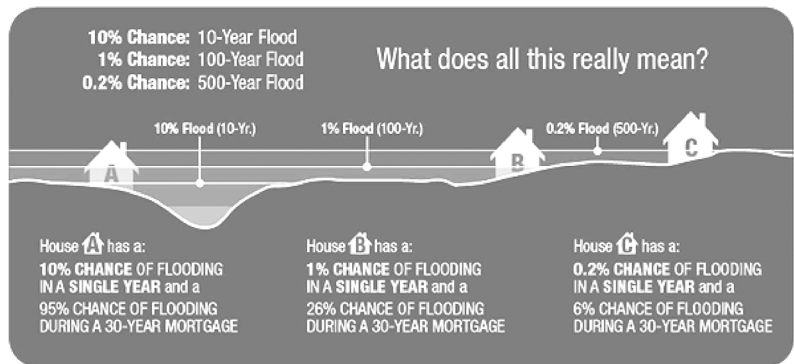 10% Chance: 10-Year Flood
1% Chance: 100-Year Flood
0.2% Chance: 500-Year Flood
What does all this really mean?
10% Flood (10-Yr.)
1% Flood (100-Yr.)
0.2% Flood (500-Yr.)
A
B
C
House A has a:
10% CHANCE OF FLOODING
IN A SINGLE YEAR and a
95% CHANCE OF FLOODING
DURING A 30-YEAR MORTGAGE
House B has a:
1% CHANCE OF FLOODING
IN A SINGLE YEAR and a
26% CHANCE OF FLOODING
DURING A 30-YEAR MORTGAGE
House C has a:
0.2% CHANCE OF FLOODING
IN A SINGLE YEAR and a
6% CHANCE OF FLOODING
DURING A 30-YEAR MORTGAGE